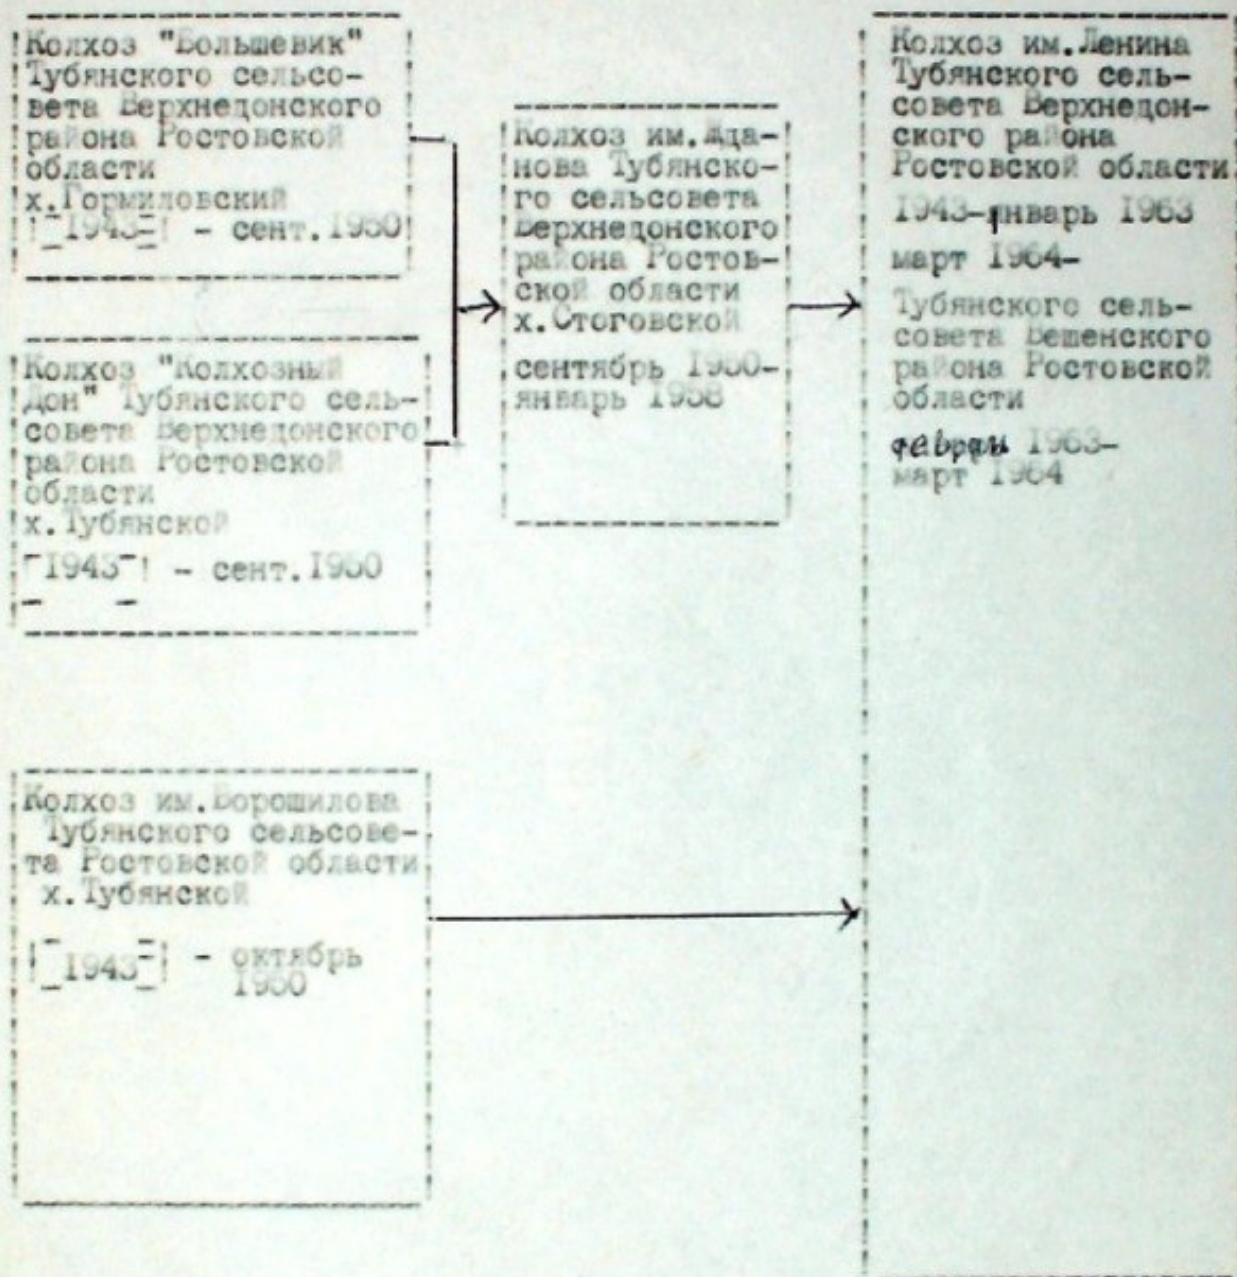 Колхоз "Большевик"
Тубянского сельсо-
вета Верхнедонского
района Ростовской
области
х.Гормиловский
1943 - сент.1950
Колхоз "Колхозный
Дон" Тубянского сель-
совета Верхнедонского
района Ростовской
области
х.Тубянской
1943 - сент.1950
Колхоз им.Ворошилова
Тубянского сельсове-
та Ростовской области
х.Тубянской
1943 - октябрь
1950
Колхоз им.Жда-
нова Тубянско-
го сельсовета
Верхнедонского
района Ростов-
ской области
х.Стоговской
сентябрь 1950-
январь 1958
Колхоз им.Ленина
Тубянского сель-
совета Верхнедон-
ского района
Ростовской области
1943-январь 1963
март 1964-
Тубянского сель-
совета Вешенского
района Ростовской
области
февраль 1963-
март 1964